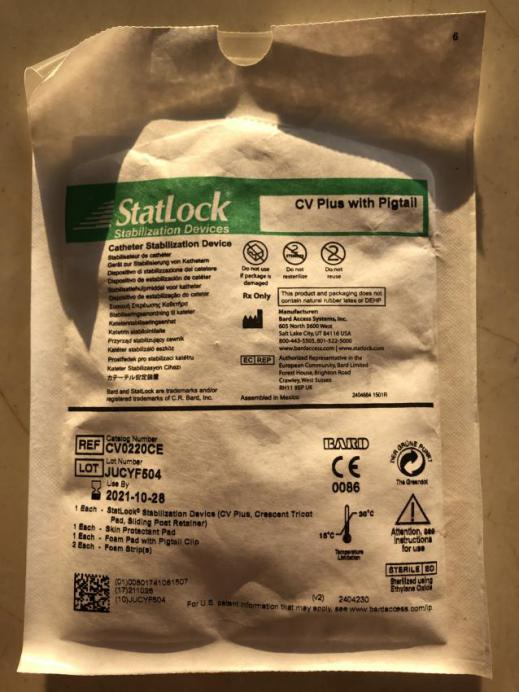 6
StatLock®
Stabilization Devices
CV Plus with Pigtail
Catheter Stabilization Device
Stabilisateur de cathéter
Gerät zur Stabilisierung von Kathetern
Dispositivo di stabilizzazione del catetere
Dispositivo de estabilización de catéter
Stabilisatiehulpmiddel voor katheter
Dispositivo de estabilização do cateter
Συσκευή Στερέωσης Καθετήρα
Stabiliseringsanordning til kateter
Kateterstabiliseringsenhet
Katetrin stabilointilaite
Przyrząd stabilizujący cewnik
Katéter stabilizáló eszköz
Prostředek pro stabilizaci katétru
Kateter Stabilizasyon Cihazı
カテーテル安定装置
Bard and StatLock are trademarks and/or
registered trademarks of C.R. Bard, Inc.
Do not use
if package is
damaged
Do not
resterilize
Do not
reuse
Rx Only
This product and packaging does not
contain natural rubber latex or DEHP
Manufacturer:
Bard Access Systems, Inc.
605 North 5600 West
Salt Lake City, UT 84116 USA
800-443-3385, 801-522-5000
www.bardaccess.com | www.statlock.com
EC REP
Authorized Representative in the
European Community, Bard Limited
Forest House, Brighton Road
Crawley, West Sussex
RH11 9BP UK
Assembled in Mexico
2404684 1501R
REF
Catalog Number
CV0220CE
LOT
Lot Number
JUCYF504
Use By
2021-10-28
1 Each - StatLock® Stabilization Device (CV Plus, Crescent Tricot
Pad, Sliding Post Retainer)
1 Each - Skin Protectant Pad
1 Each - Foam Pad with Pigtail Clip
2 Each - Foam Strip(s)
BARD
CE
0086
30°C
15°C
Temperature
Limitation
DER GRÜNE PUNKT
The Greendot
Attention, see
instructions
for use
STERILE EO
Sterilized using
Ethylene Oxide
(01)00801741081507
(17)211028
(10)JUCYF504
(v2) 2404230
For U.S. patent information that may apply, see www.bardaccess.com/ip